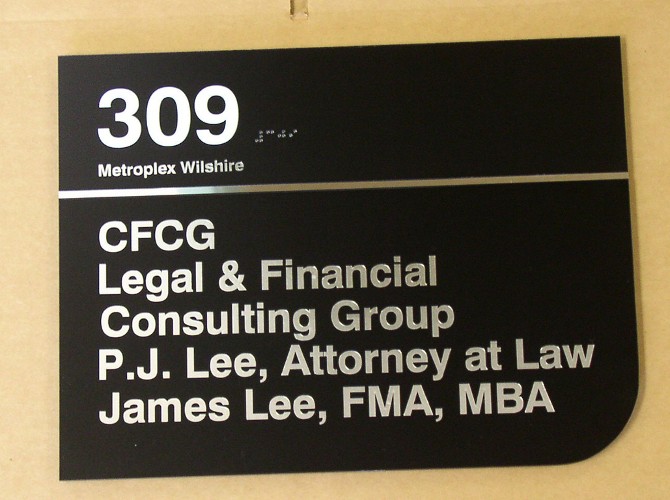 309
Metroplex Wilshire
CFCG
Legal & Financial
Consulting Group
P.J. Lee, Attorney at Law
James Lee, FMA, MBA